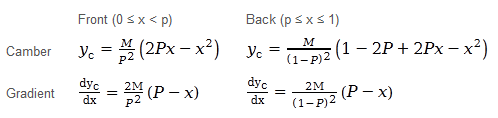 Front (0 ≤ x < p) Back (p ≤ x ≤ 1)
Camber y_c = M/P² (2Px − x²) y_c = M/(1−P)² (1 − 2P + 2Px − x²)
Gradient dy_c/dx = 2M/P² (P − x) dy_c/dx = 2M/(1−P)² (P − x)